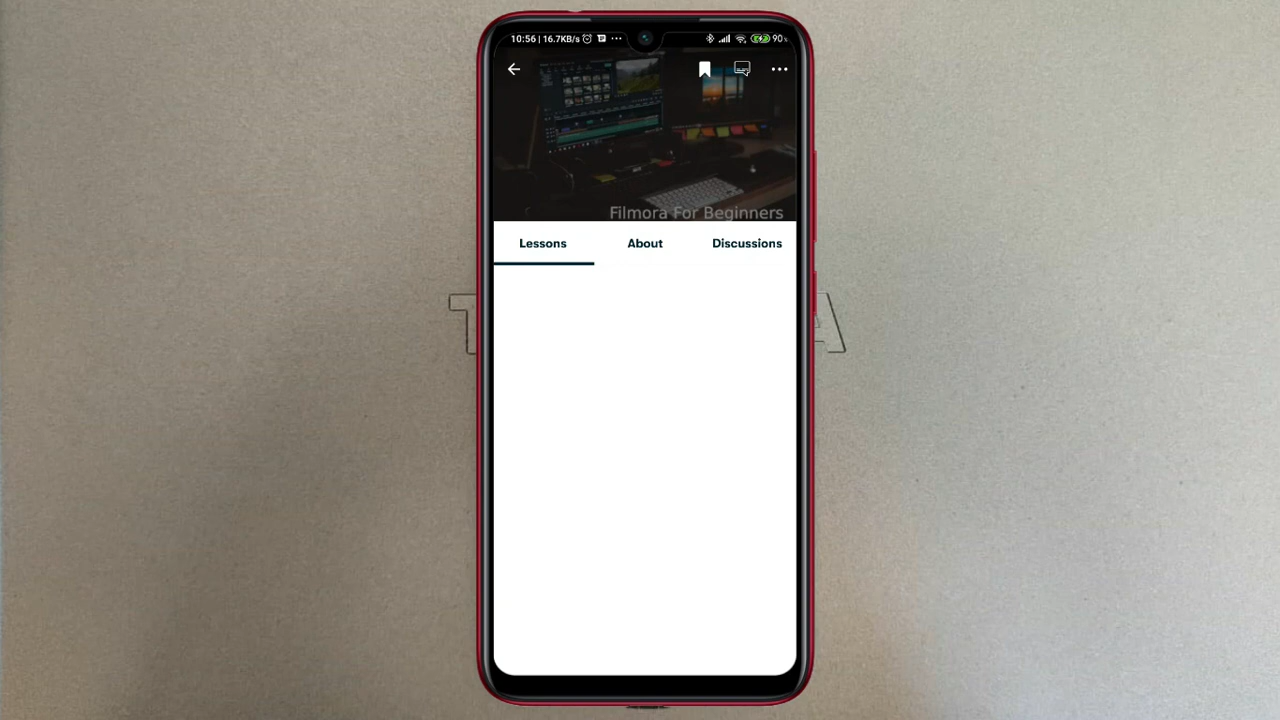 10:56 | 16.7KB/s
90%
Filmora For Beginners
Lessons
About
Discussions